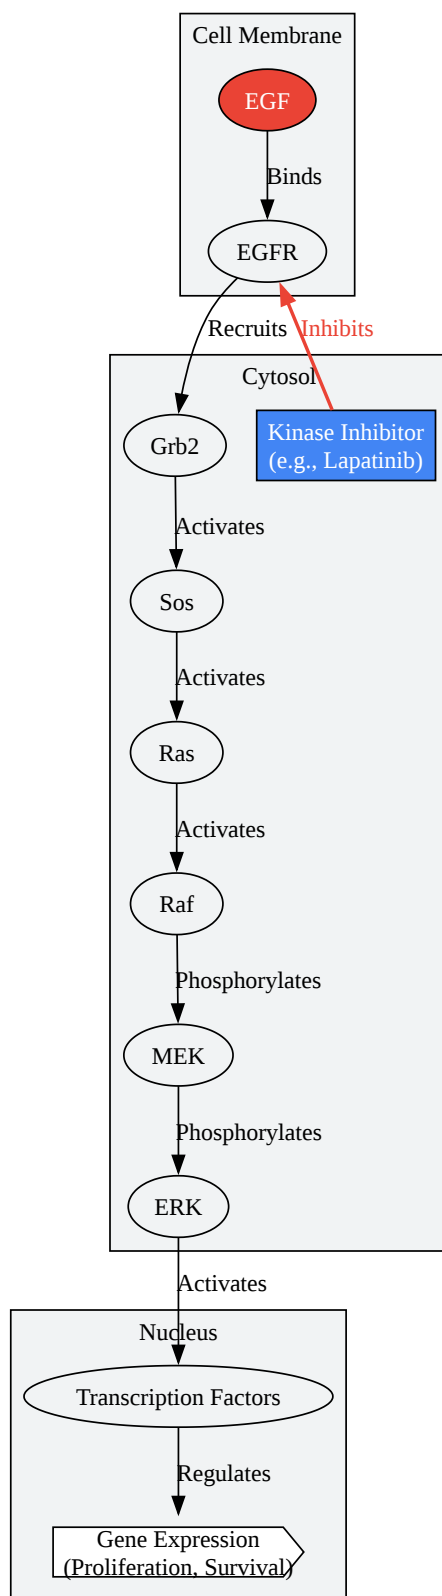 Cell Membrane
EGF
Binds
EGFR
Recruits
Inhibits
Cytosol
Grb2
Kinase Inhibitor
(e.g., Lapatinib)
Activates
Sos
Activates
Ras
Activates
Raf
Phosphorylates
MEK
Phosphorylates
ERK
Activates
Nucleus
Transcription Factors
Regulates
Gene Expression
(Proliferation, Survival)